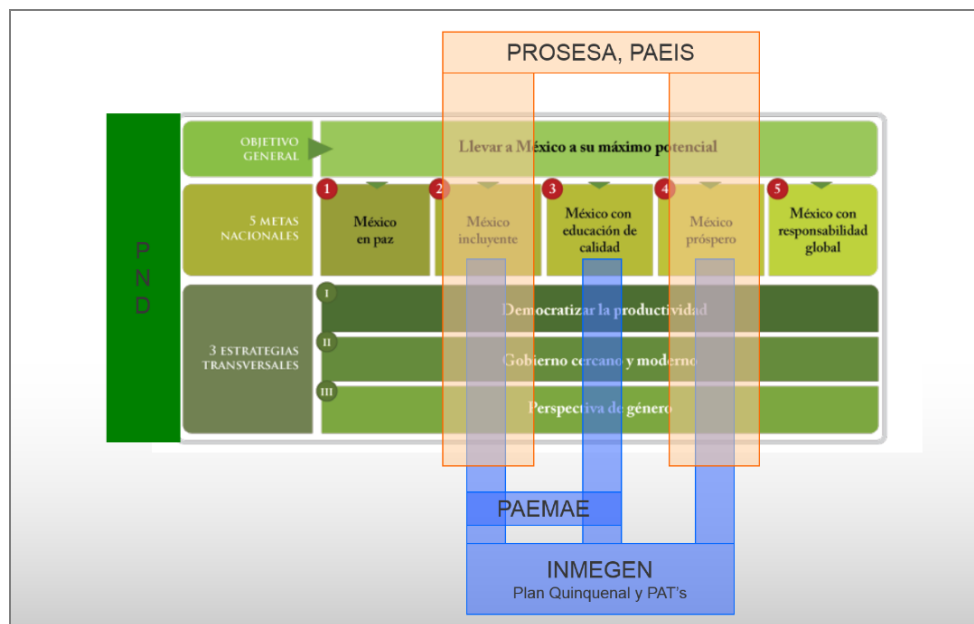 PROSESA, PAEIS
PND
OBJETIVO
GENERAL
Llevar a México a su máximo potencial
5 METAS
NACIONALES
1
México
en paz
2
México
incluyente
3
México con
educación de
calidad
4
México
próspero
5
México con
responsabilidad
global
3 ESTRATEGIAS
TRANSVERSALES
I
Democratizar la productividad
II
Gobierno cercano y moderno
III
Perspectiva de género
PAEMAE
INMEGEN
Plan Quinquenal y PAT's